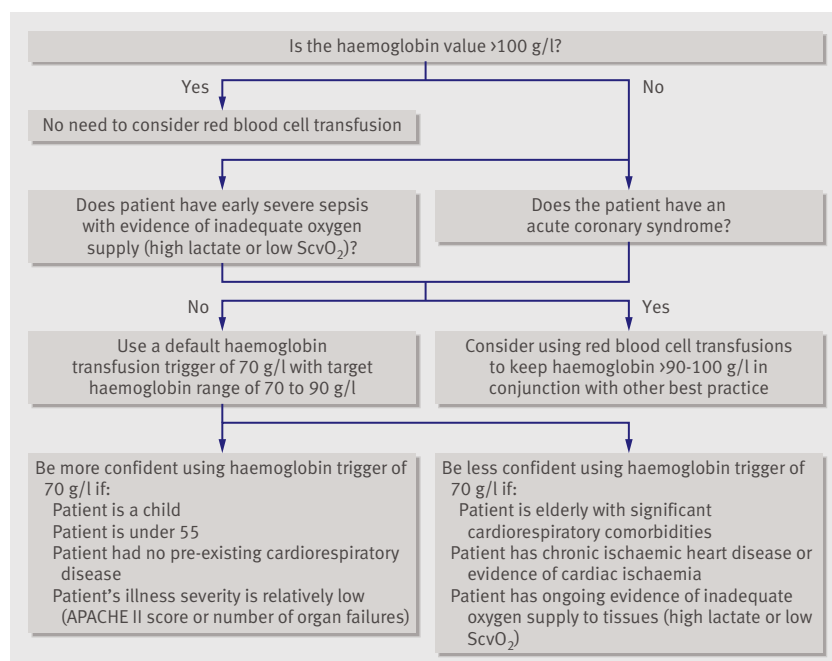 Is the haemoglobin value >100 g/l?
Yes
No
No need to consider red blood cell transfusion
Does patient have early severe sepsis
with evidence of inadequate oxygen
supply (high lactate or low ScvO₂)?
Does the patient have an
acute coronary syndrome?
No
Yes
Use a default haemoglobin
transfusion trigger of 70 g/l with target
haemoglobin range of 70 to 90 g/l
Consider using red blood cell transfusions
to keep haemoglobin >90-100 g/l in
conjunction with other best practice
Be more confident using haemoglobin trigger of
70 g/l if:
Patient is a child
Patient is under 55
Patient had no pre-existing cardiorespiratory
disease
Patient's illness severity is relatively low
(APACHE II score or number of organ failures)
Be less confident using haemoglobin trigger of
70 g/l if:
Patient is elderly with significant
cardiorespiratory comorbidities
Patient has chronic ischaemic heart disease or
evidence of cardiac ischaemia
Patient has ongoing evidence of inadequate
oxygen supply to tissues (high lactate or low
ScvO₂)